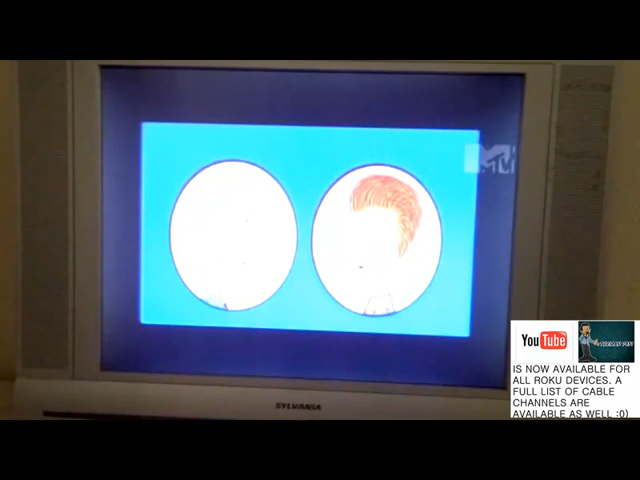 MTV
SYLVANIA
YouTube
IS NOW AVAILABLE FOR
ALL ROKU DEVICES. A
FULL LIST OF CABLE
CHANNELS ARE
AVAILABLE AS WELL :0)